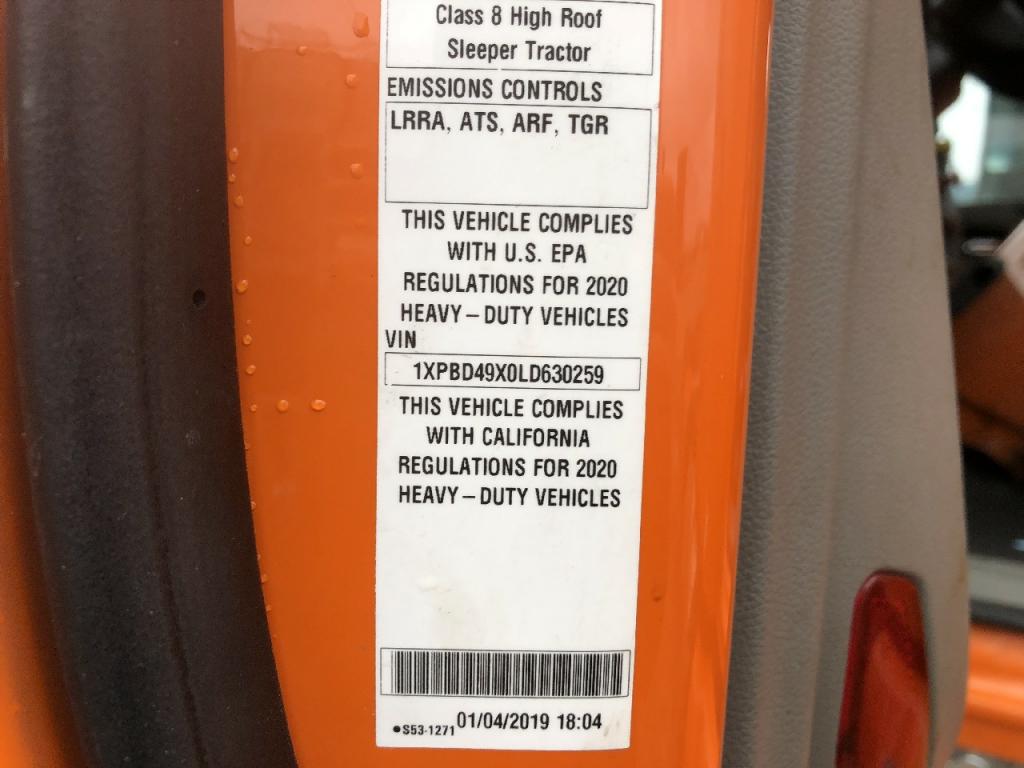 Class 8 High Roof
Sleeper Tractor
EMISSIONS CONTROLS
LRRA, ATS, ARF, TGR
THIS VEHICLE COMPLIES
WITH U.S. EPA
REGULATIONS FOR 2020
HEAVY–DUTY VEHICLES
VIN
1XPBD49X0LD630259
THIS VEHICLE COMPLIES
WITH CALIFORNIA
REGULATIONS FOR 2020
HEAVY–DUTY VEHICLES
●S53-1271 01/04/2019 18:04